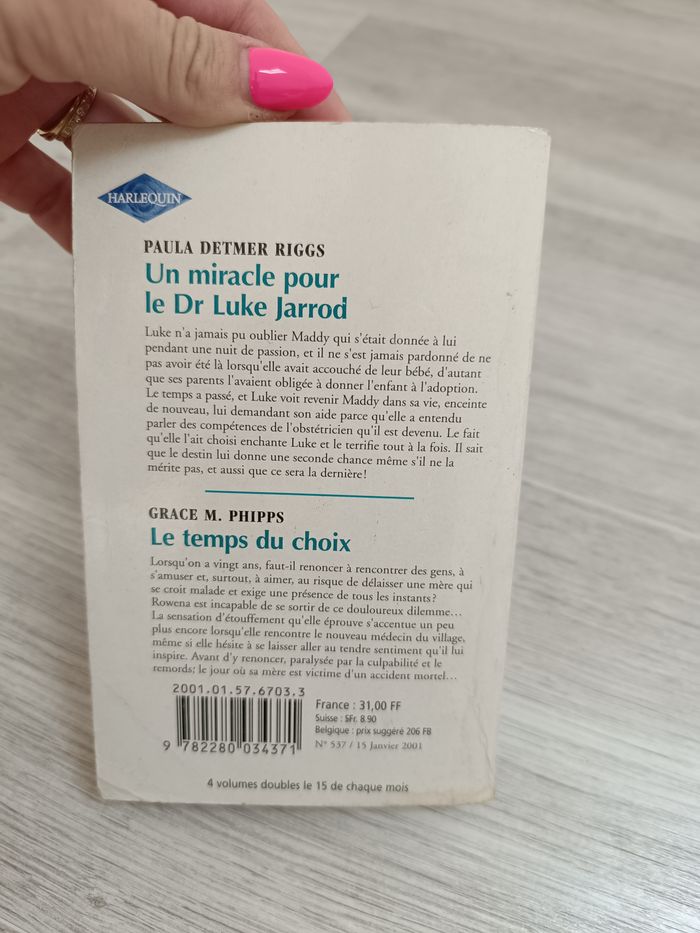 HARLEQUIN
PAULA DETMER RIGGS
Un miracle pour
le Dr Luke Jarrod
Luke n'a jamais pu oublier Maddy qui s'était donnée à lui
pendant une nuit de passion, et il ne s'est jamais pardonné de ne
pas avoir été là lorsqu'elle avait accouché de leur bébé, d'autant
que ses parents l'avaient obligée à donner l'enfant à l'adoption.
Le temps a passé, et Luke voit revenir Maddy dans sa vie, enceinte
de nouveau, lui demandant son aide parce qu'elle a entendu
parler des compétences de l'obstétricien qu'il est devenu. Le fait
qu'elle l'ait choisi enchante Luke et le terrifie tout à la fois. Il sait
que le destin lui donne une seconde chance même s'il ne la
mérite pas, et aussi que ce sera la dernière!
GRACE M. PHIPPS
Le temps du choix
Lorsqu'on a vingt ans, faut-il renoncer à rencontrer des gens, à
s'amuser et, surtout, à aimer, au risque de délaisser une mère qui
se croit malade et exige une présence de tous les instants?
Rowena est incapable de se sortir de ce douloureux dilemme...
La sensation d'étouffement qu'elle éprouve s'accentue un peu
plus encore lorsqu'elle rencontre le nouveau médecin du village,
même si elle hésite à se laisser aller au tendre sentiment qu'il lui
inspire. Avant d'y renoncer, paralysée par la culpabilité et le
remords; le jour où sa mère est victime d'un accident mortel...
2001.01.57.6703.3
9 782280 034371
France : 31,00 FF
Suisse : SFr. 8.90
Belgique : prix suggéré 206 FB
N° 537 / 15 Janvier 2001
4 volumes doubles le 15 de chaque mois